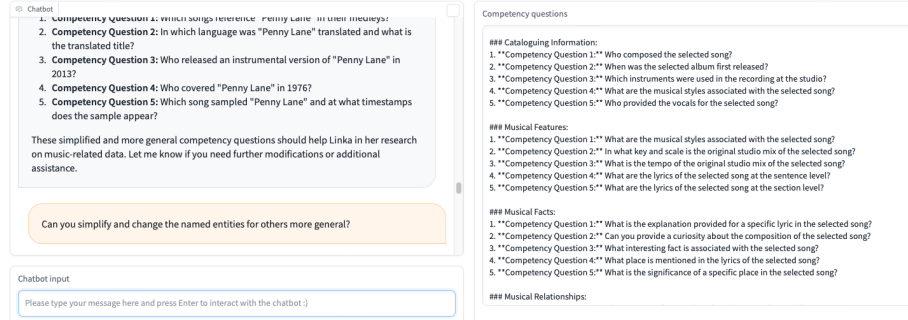 Chatbot
1. Competency Question 1: Which songs reference "Penny Lane" in their medleys?
2. Competency Question 2: In which language was "Penny Lane" translated and what is
the translated title?
3. Competency Question 3: Who released an instrumental version of "Penny Lane" in
2013?
4. Competency Question 4: Who covered "Penny Lane" in 1976?
5. Competency Question 5: Which song sampled "Penny Lane" and at what timestamps
does the sample appear?
These simplified and more general competency questions should help Linka in her research
on music-related data. Let me know if you need further modifications or additional
assistance.
Can you simplify and change the named entities for others more general?
Chatbot input
Please type your message here and press Enter to interact with the chatbot :)
Competency questions
### Cataloguing Information:
1. **Competency Question 1:** Who composed the selected song?
2. **Competency Question 2:** When was the selected album first released?
3. **Competency Question 3:** Which instruments were used in the recording at the studio?
4. **Competency Question 4:** What are the musical styles associated with the selected song?
5. **Competency Question 5:** Who provided the vocals for the selected song?
### Musical Features:
1. **Competency Question 1:** What are the musical styles associated with the selected song?
2. **Competency Question 2:** In what key and scale is the original studio mix of the selected song?
3. **Competency Question 3:** What is the tempo of the original studio mix of the selected song?
4. **Competency Question 4:** What are the lyrics of the selected song at the sentence level?
5. **Competency Question 5:** What are the lyrics of the selected song at the section level?
### Musical Facts:
1. **Competency Question 1:** What is the explanation provided for a specific lyric in the selected song?
2. **Competency Question 2:** Can you provide a curiosity about the composition of the selected song?
3. **Competency Question 3:** What interesting fact is associated with the selected song?
4. **Competency Question 4:** What place is mentioned in the lyrics of the selected song?
5. **Competency Question 5:** What is the significance of a specific place in the selected song?
### Musical Relationships: